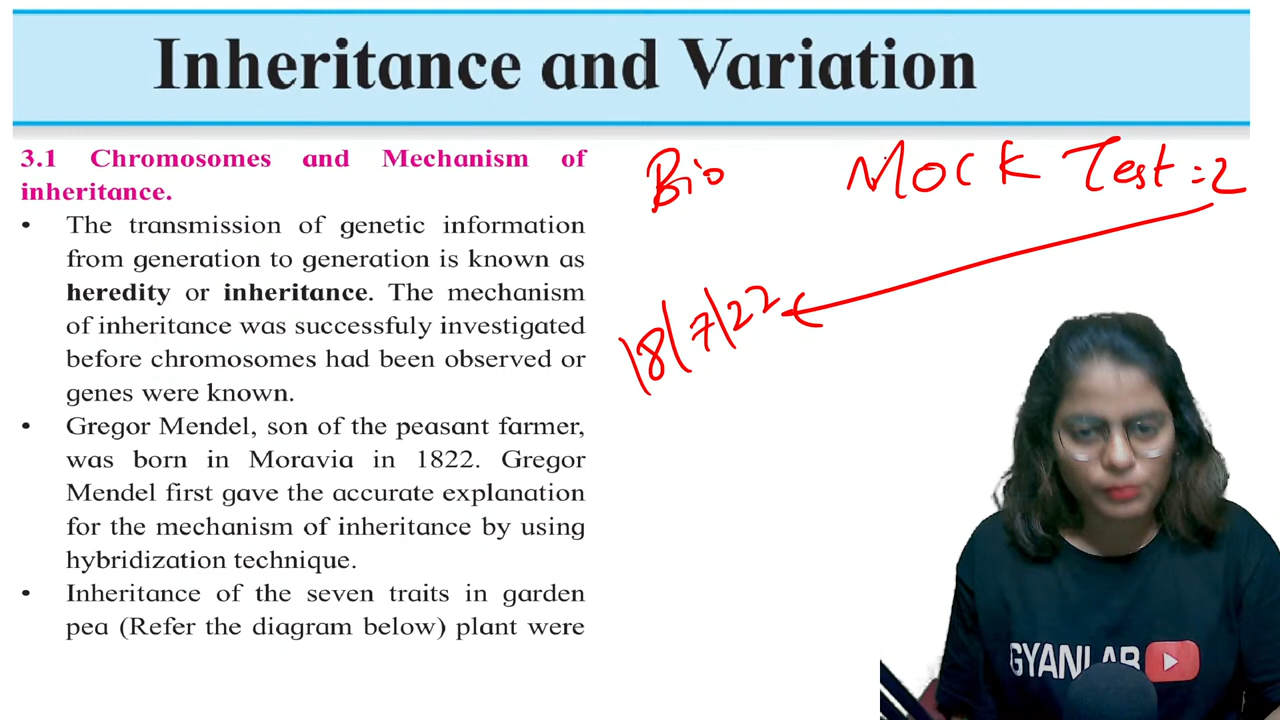 Inheritance and Variation
3.1 Chromosomes and Mechanism of
inheritance.
• The transmission of genetic information
from generation to generation is known as
heredity or inheritance. The mechanism
of inheritance was successfuly investigated
before chromosomes had been observed or
genes were known.
• Gregor Mendel, son of the peasant farmer,
was born in Moravia in 1822. Gregor
Mendel first gave the accurate explanation
for the mechanism of inheritance by using
hybridization technique.
• Inheritance of the seven traits in garden
pea (Refer the diagram below) plant were
Bio Mock Test:2
18/7/22
GYANLAB